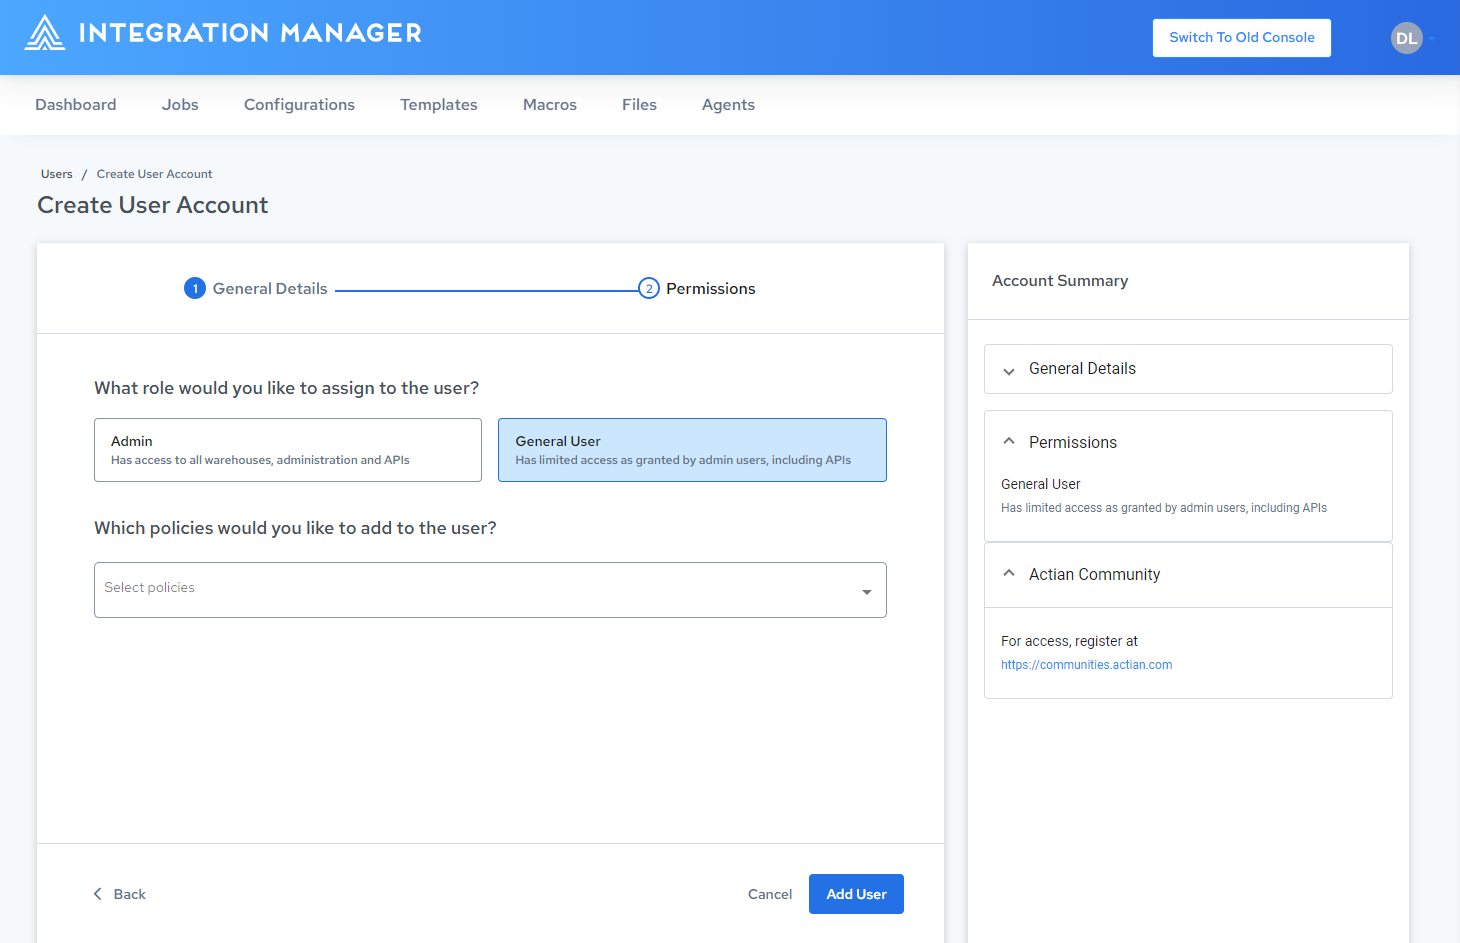 INTEGRATION MANAGER
Switch To Old Console
DL
Dashboard Jobs Configurations Templates Macros Files Agents
Users / Create User Account
Create User Account
1 General Details 2 Permissions
What role would you like to assign to the user?
Admin
Has access to all warehouses, administration and APIs
General User
Has limited access as granted by admin users, including APIs
Which policies would you like to add to the user?
Select policies
Back
Cancel
Add User
Account Summary
General Details
Permissions
General User
Has limited access as granted by admin users, including APIs
Actian Community
For access, register at
https://communities.actian.com